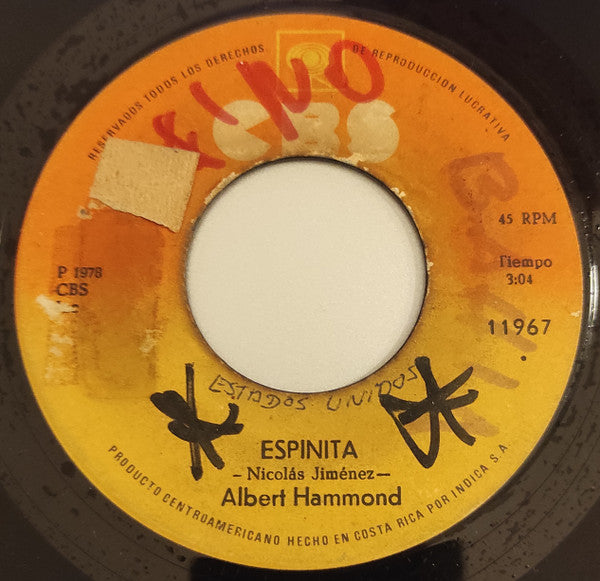 RESERVADOS TODOS LOS DERECHOS DE REPRODUCCION LUCRATIVA
FINO
CBS
P 1978
CBS
45 RPM
Tiempo
3:04
11967
ESTADOS UNIDOS
ESPINITA
- Nicolás Jiménez-
Albert Hammond
PRODUCTO CENTROAMERICANO HECHO EN COSTA RICA POR INDICA S.A